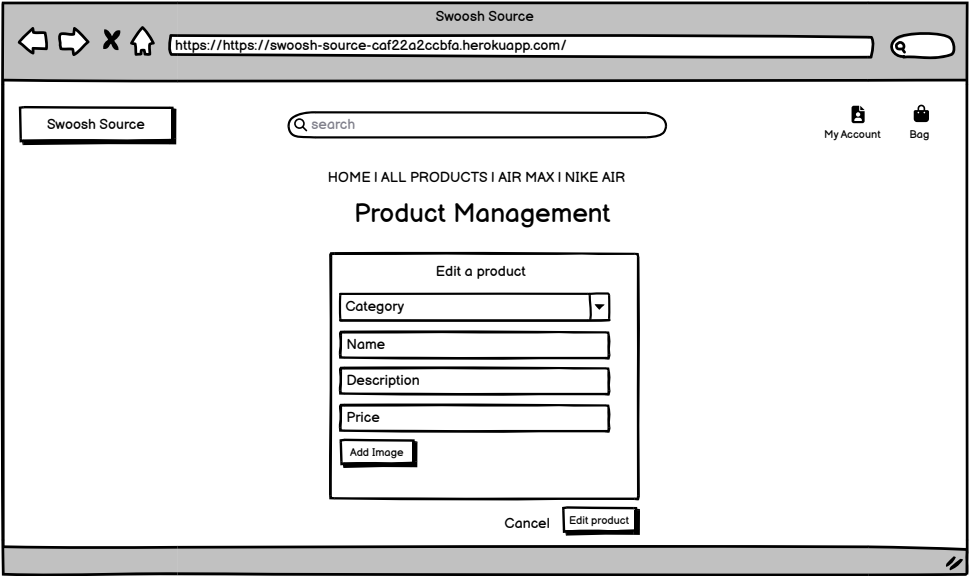 Swoosh Source
https://https://swoosh-source-caf22a2ccbfa.herokuapp.com/
Swoosh Source
search
My Account
Bag
HOME | ALL PRODUCTS | AIR MAX | NIKE AIR
Product Management
Edit a product
Category
Name
Description
Price
Add Image
Cancel
Edit product